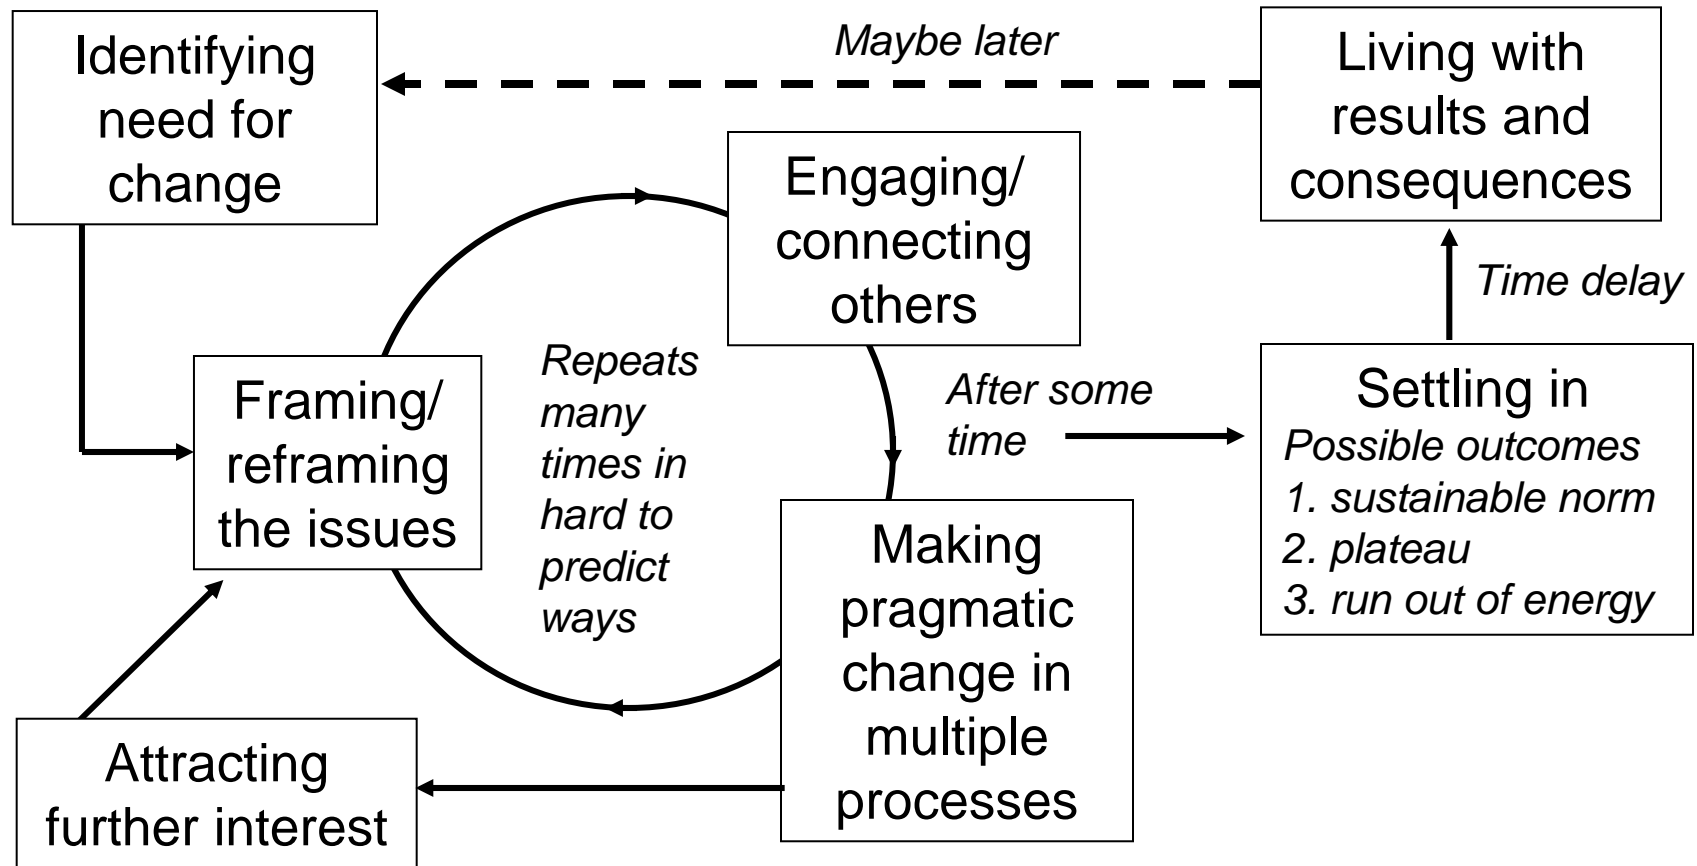 Identifying
need for
change
Maybe later
Living with
results and
consequences
Engaging/
connecting
others
Time delay
Framing/
reframing
the issues
Repeats
many
times in
hard to
predict
ways
After some
time
Settling in
Possible outcomes
1. sustainable norm
2. plateau
3. run out of energy
Making
pragmatic
change in
multiple
processes
Attracting
further interest